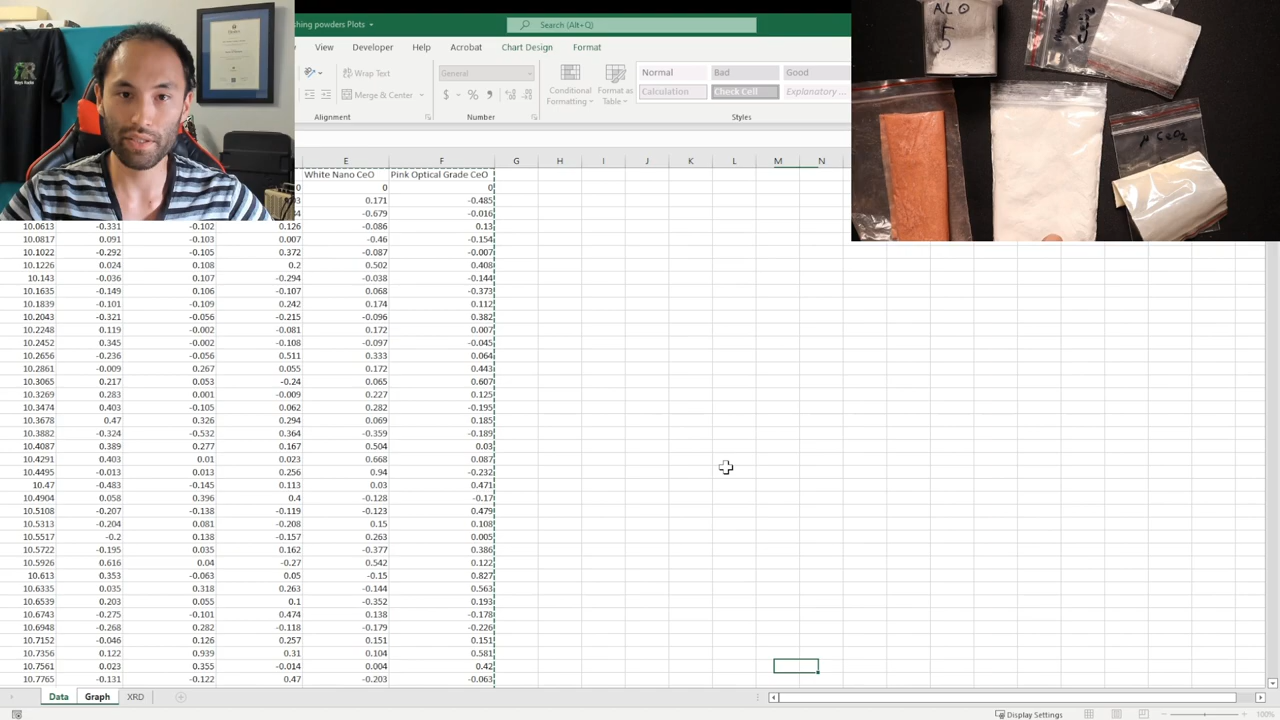 hing powders Plots
Search (Alt+Q)
View Developer Help Acrobat Chart Design Format
Wrap Text
General
Normal Bad Good
Merge & Center
$ % 9
Conditional Formatting
Format as Table
Calculation Check Cell Explanatory ...
Alignment Number Styles
E F G H I J K L M N
White Nano CeO Pink Optical Grade CeO
0 0 0
03 0.171 -0.485
34 -0.679 -0.016
10.0613 -0.331 -0.102 0.126 -0.086 0.13
10.0817 0.091 -0.103 0.007 -0.46 -0.154
10.1022 -0.292 -0.105 0.372 -0.087 -0.007
10.1226 0.024 0.108 0.2 0.502 0.408
10.143 -0.036 0.107 -0.294 -0.038 -0.144
10.1635 -0.149 0.106 -0.107 0.068 -0.373
10.1839 -0.101 -0.109 0.242 0.174 0.112
10.2043 -0.321 -0.056 -0.215 -0.096 0.382
10.2248 0.119 -0.002 -0.081 0.172 0.007
10.2452 0.345 -0.002 -0.108 -0.097 -0.045
10.2656 -0.236 -0.056 0.511 0.333 0.064
10.2861 -0.009 0.267 0.055 0.172 0.443
10.3065 0.217 0.053 -0.24 0.065 0.607
10.3269 0.283 0.001 -0.009 0.227 0.125
10.3474 0.403 -0.105 0.062 0.282 -0.195
10.3678 0.47 0.326 0.294 0.069 0.185
10.3882 -0.324 -0.532 0.364 -0.359 -0.189
10.4087 0.389 0.277 0.167 0.504 0.03
10.4291 0.403 0.01 0.023 0.668 0.087
10.4495 -0.013 0.013 0.256 0.94 -0.232
10.47 -0.483 -0.145 0.113 0.03 0.471
10.4904 0.058 0.396 0.4 -0.128 -0.17
10.5108 -0.207 -0.138 -0.119 -0.123 0.479
10.5313 -0.204 0.081 -0.208 0.15 0.108
10.5517 -0.2 0.138 -0.157 0.263 0.005
10.5722 -0.195 0.035 0.162 -0.377 0.386
10.5926 0.616 0.04 -0.27 0.542 0.122
10.613 0.353 -0.063 0.05 -0.15 0.827
10.6335 0.035 0.318 0.263 -0.144 0.563
10.6539 0.203 0.055 0.1 -0.352 0.193
10.6743 -0.275 -0.101 0.474 0.138 -0.178
10.6948 -0.268 0.282 -0.118 -0.179 -0.226
10.7152 -0.046 0.126 0.257 0.151 0.151
10.7356 0.122 0.939 0.31 0.104 0.581
10.7561 0.023 0.355 -0.014 0.004 0.42
10.7765 -0.131 -0.122 0.47 -0.203 -0.063
Data Graph XRD
Display Settings
100%
ALO
μ CeO2